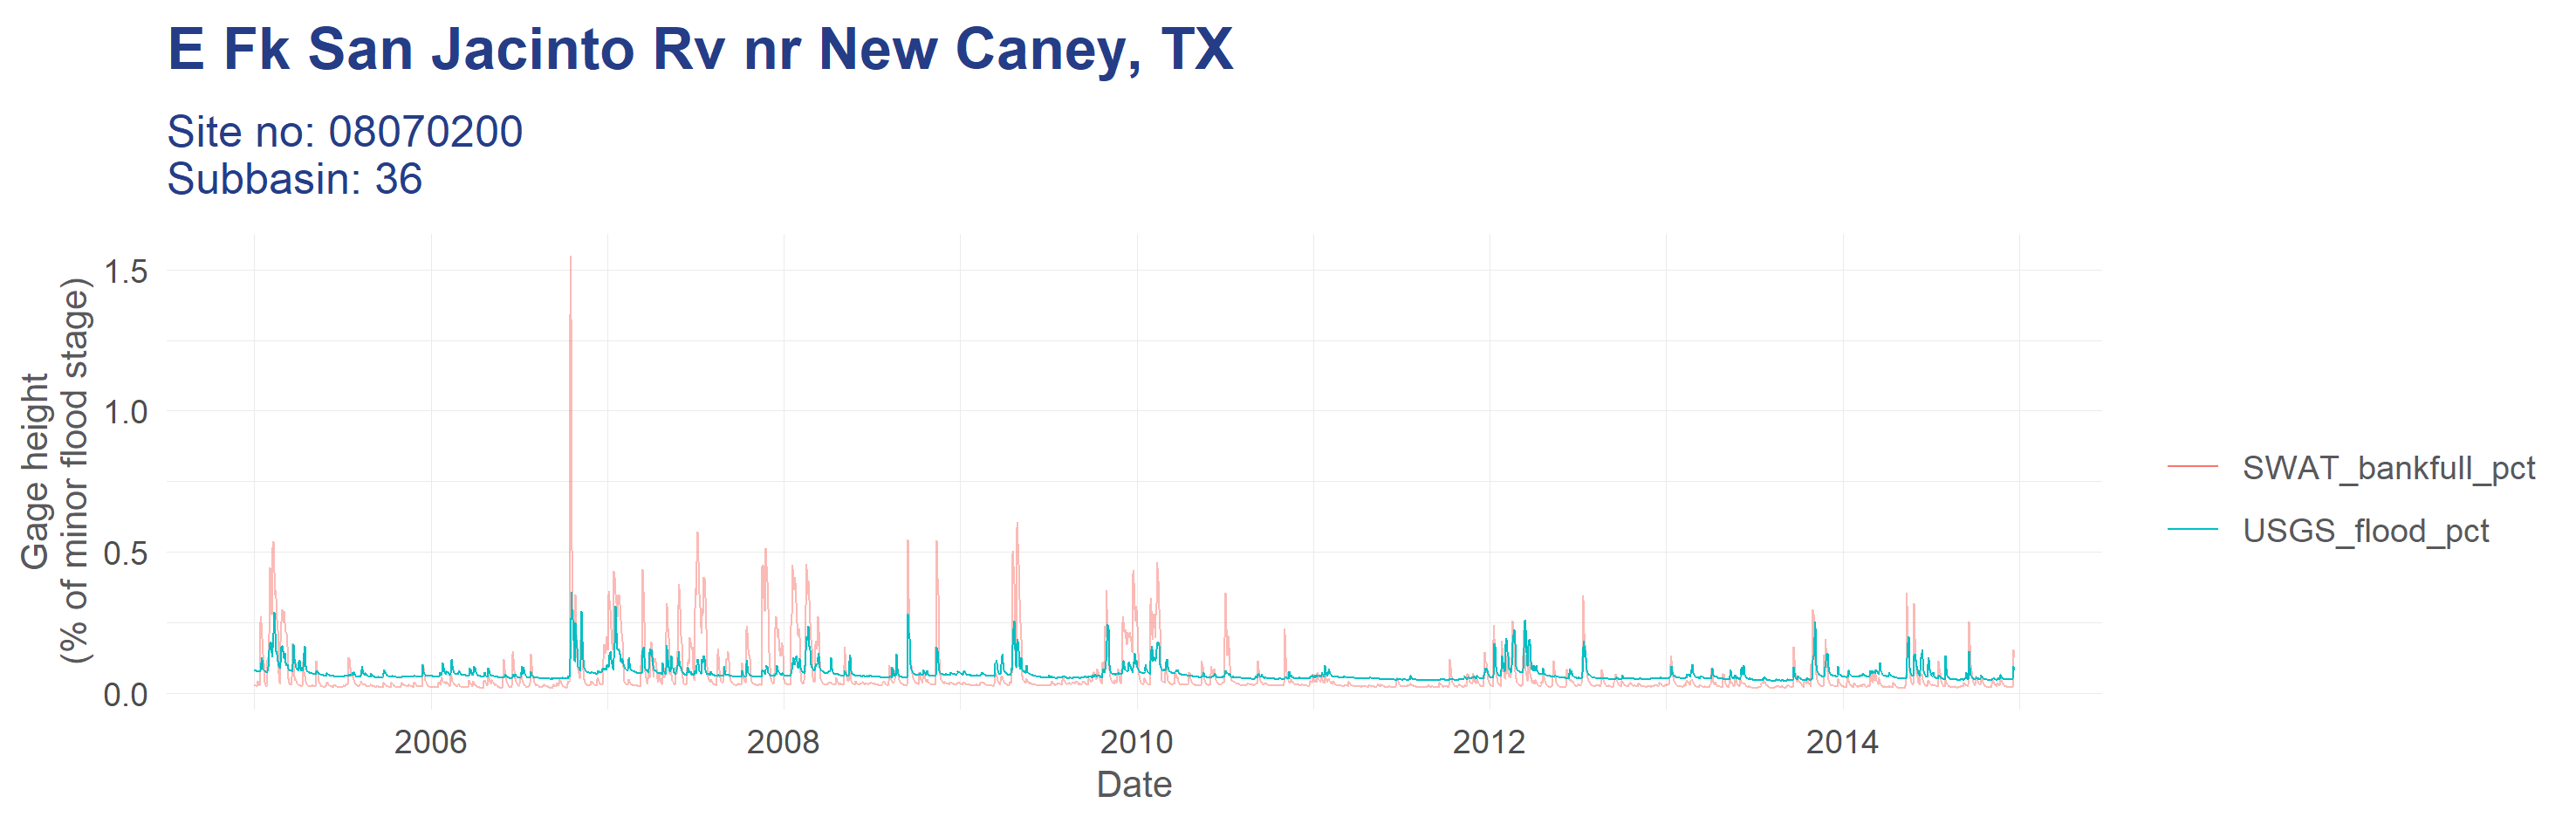 E Fk San Jacinto Rv nr New Caney, TX
Site no: 08070200
Subbasin: 36
Gage height
(% of minor flood stage)
1.5
1.0
0.5
0.0
2006
2008
2010
2012
2014
Date
SWAT_bankfull_pct
USGS_flood_pct